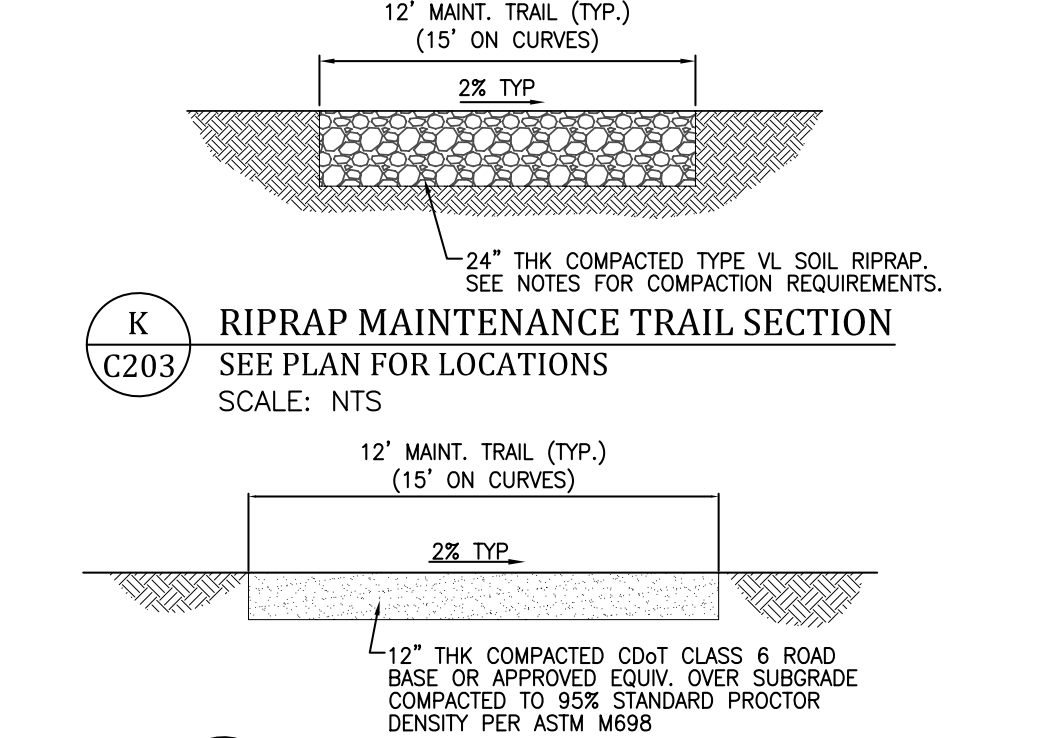 12' MAINT. TRAIL (TYP.)
(15' ON CURVES)
2% TYP
24" THK COMPACTED TYPE VL SOIL RIPRAP.
SEE NOTES FOR COMPACTION REQUIREMENTS.
K
C203
RIPRAP MAINTENANCE TRAIL SECTION
SEE PLAN FOR LOCATIONS
SCALE: NTS
12' MAINT. TRAIL (TYP.)
(15' ON CURVES)
2% TYP
12" THK COMPACTED CDoT CLASS 6 ROAD
BASE OR APPROVED EQUIV. OVER SUBGRADE
COMPACTED TO 95% STANDARD PROCTOR
DENSITY PER ASTM M698